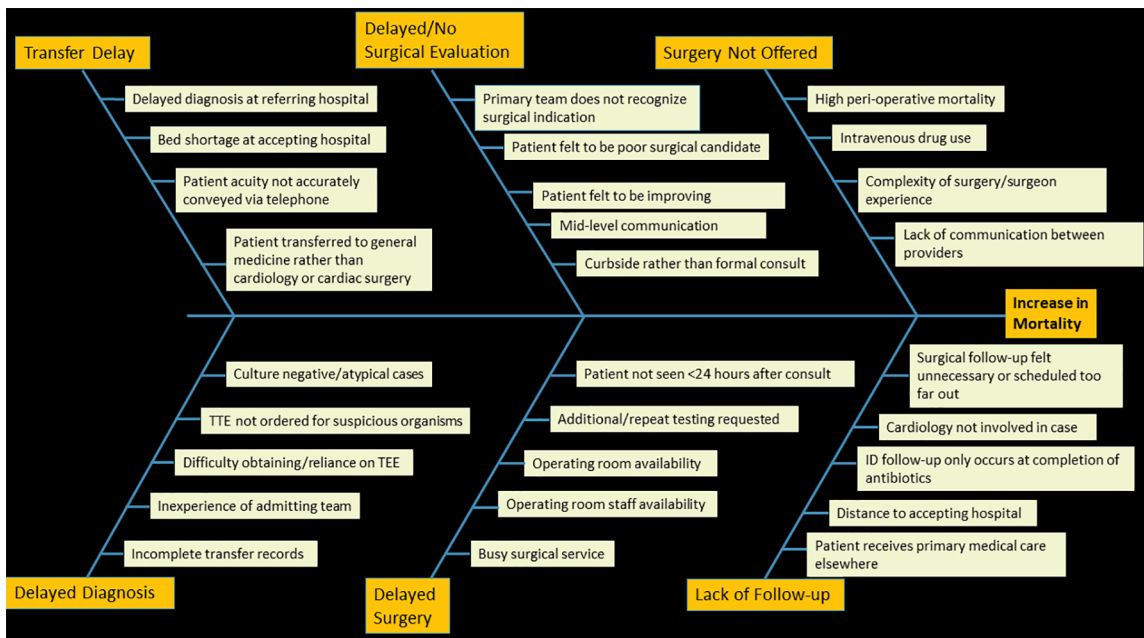 Transfer Delay
Delayed diagnosis at referring hospital
Bed shortage at accepting hospital
Patient acuity not accurately
conveyed via telephone
Patient transferred to general
medicine rather than
cardiology or cardiac surgery
Delayed/No
Surgical Evaluation
Primary team does not recognize
surgical indication
Patient felt to be poor surgical candidate
Patient felt to be improving
Mid-level communication
Curbside rather than formal consult
Surgery Not Offered
High peri-operative mortality
Intravenous drug use
Complexity of surgery/surgeon
experience
Lack of communication between
providers
Increase in
Mortality
Culture negative/atypical cases
TTE not ordered for suspicious organisms
Difficulty obtaining/reliance on TEE
Inexperience of admitting team
Incomplete transfer records
Delayed Diagnosis
Patient not seen <24 hours after consult
Additional/repeat testing requested
Operating room availability
Operating room staff availability
Busy surgical service
Delayed
Surgery
Surgical follow-up felt
unnecessary or scheduled too
far out
Cardiology not involved in case
ID follow-up only occurs at completion of
antibiotics
Distance to accepting hospital
Patient receives primary medical care
elsewhere
Lack of Follow-up